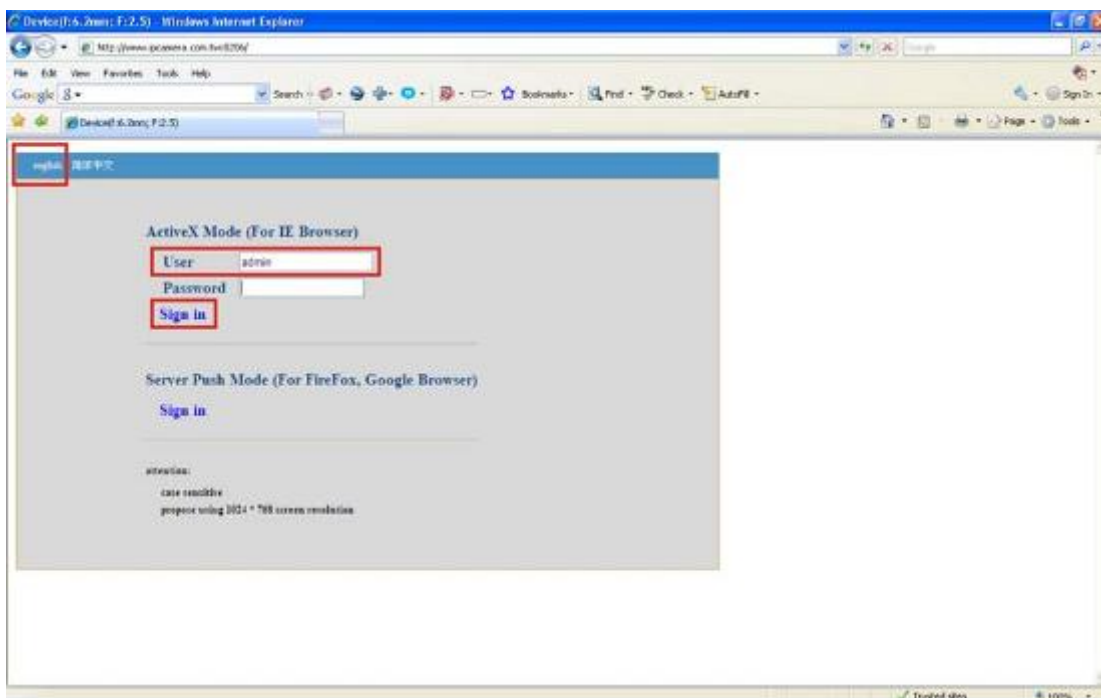 Device(f:6.2mm; F:2.5) - Windows Internet Explorer
File Edit View Favorites Tools Help
Google Search Bookmarks Find Check AutoFill Sign In
Device(f:6.2mm; F:2.5) Page Tools
english 简体中文
ActiveX Mode (For IE Browser)
User admin
Password
Sign in
Server Push Mode (For FireFox, Google Browser)
Sign in
attention:
case sensitive
propose using 1024 * 768 screen resolution
Trusted sites 100%